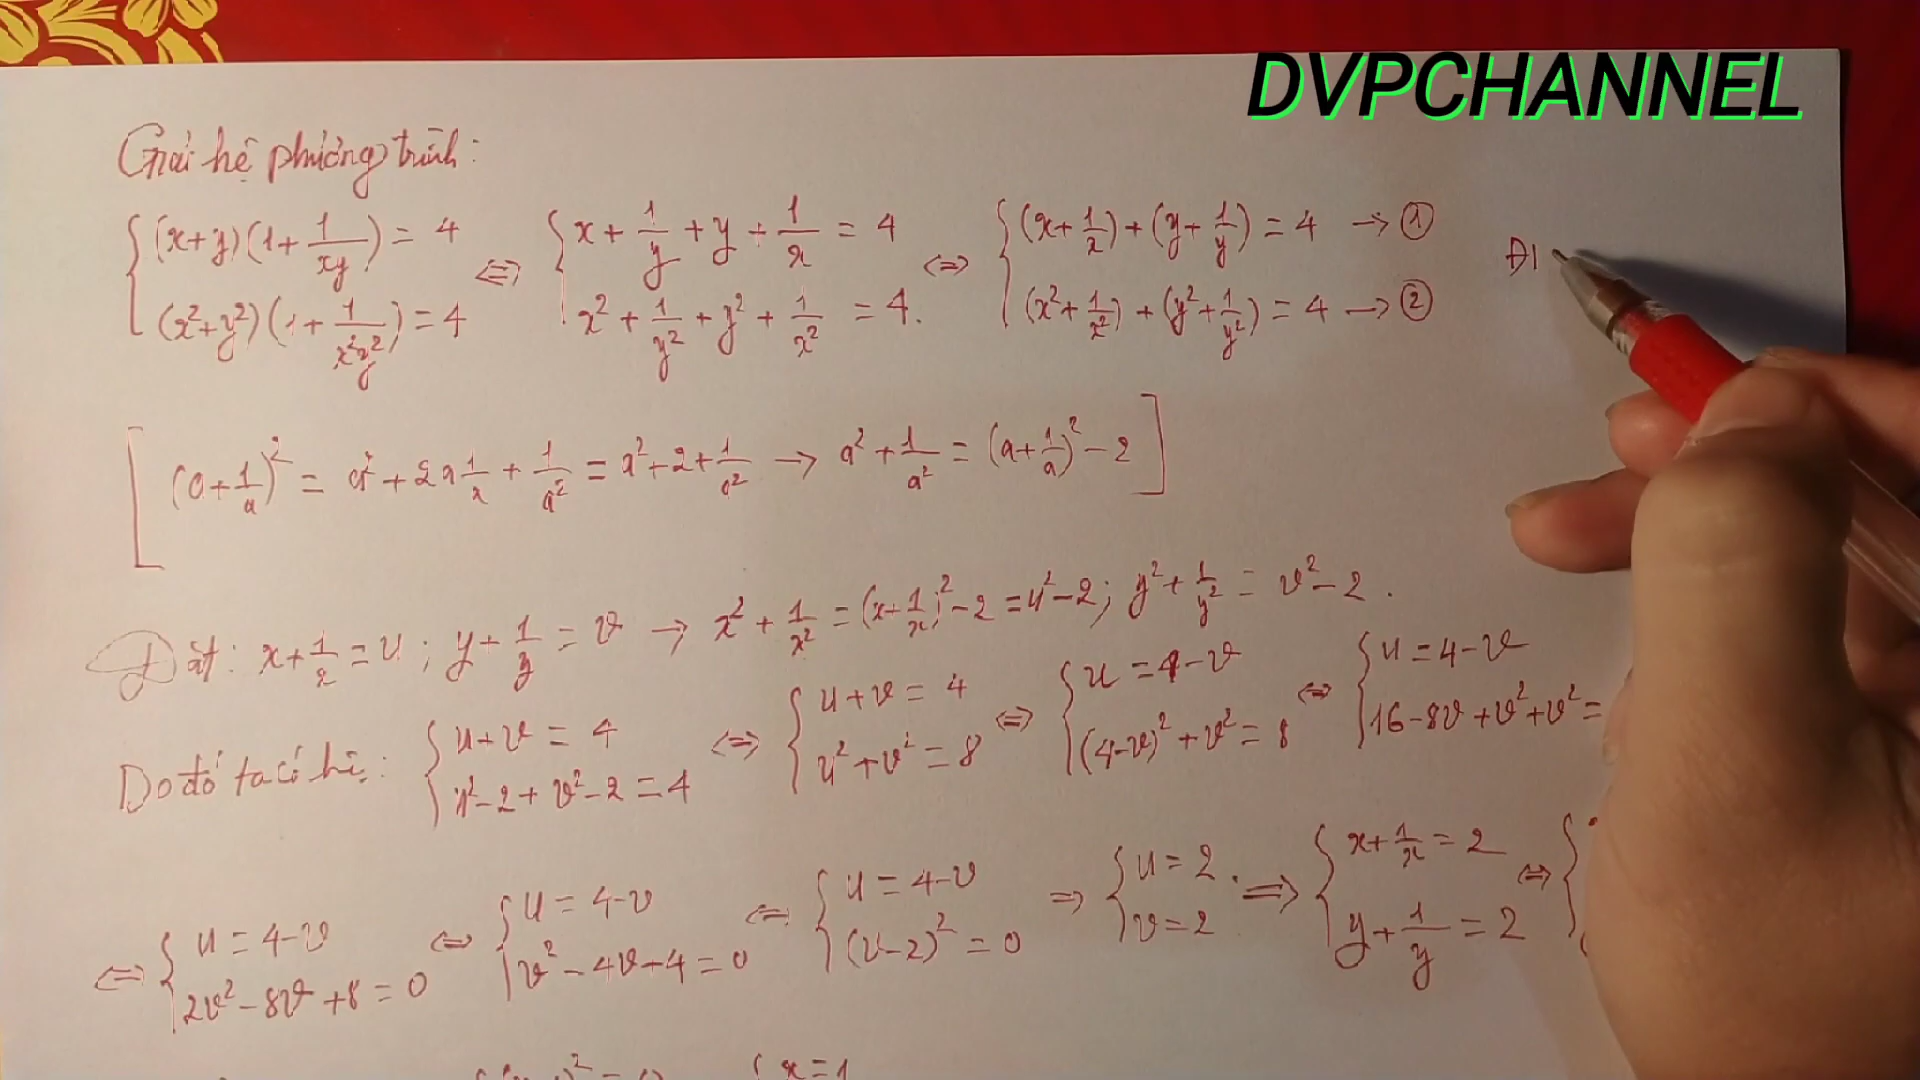 DVPCHANNEL
Giải hệ phương trình:
{ (x+y)(1+1/xy) = 4 ⇔ { x + 1/y + y + 1/x = 4 ⇔ { (x+1/x) + (y+1/y) = 4 → ① Đ
(x²+y²)(1+1/x²y²) = 4 x² + 1/y² + y² + 1/x² = 4. (x²+1/x²) + (y²+1/y²) = 4 → ②
[ (a+1/a)² = a² + 2a 1/a + 1/a² = a²+2+1/a² → a² + 1/a² = (a+1/a)² - 2 ]
Đặt: x+1/x = u ; y+1/y = v → x² + 1/x² = (x+1/x)² - 2 = u² - 2; y² + 1/y² = v² - 2.
Do đó ta có hệ: { u+v = 4 ⇔ { u+v = 4 ⇔ { u = 4-v ⇔ { u = 4-v
u²-2+v²-2 = 4 u²+v² = 8 (4-v)²+v² = 8 16-8v+v²+v² =
⇔ { u = 4-v ⇔ { u = 4-v ⇔ { u = 4-v ⇒ { u = 2 . ⇒ { x+1/x = 2 ⇔ {
2v²-8v+8 = 0 v²-4v+4 = 0 (v-2)² = 0 v = 2 y+1/y = 2
{ x=1